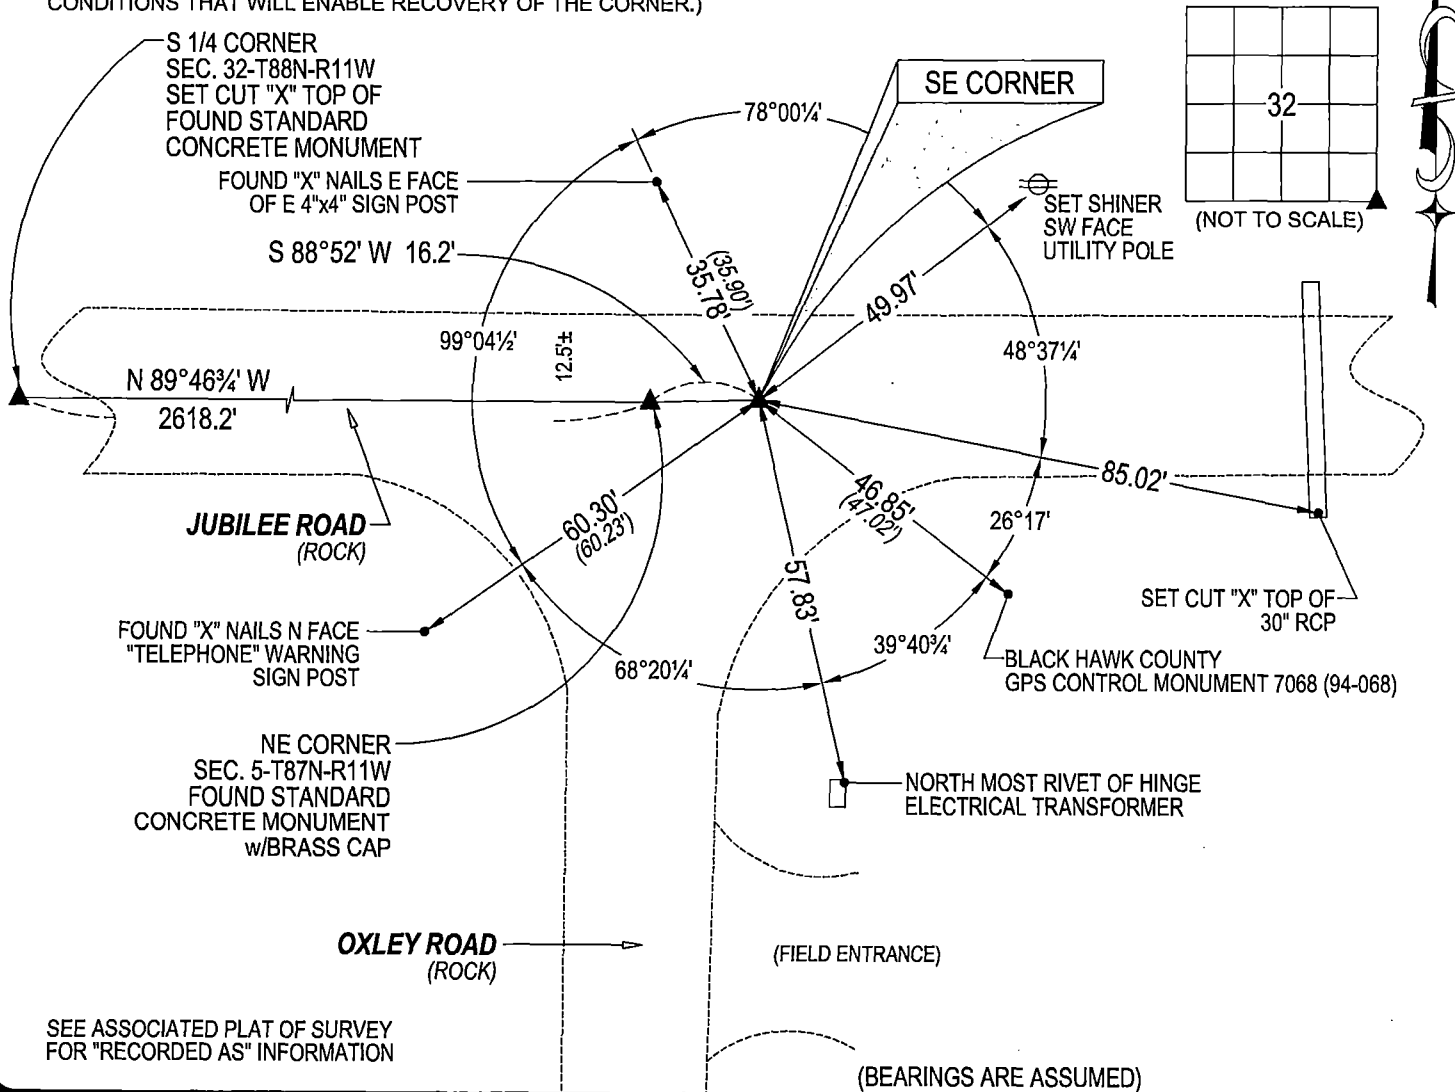 CONDITIONS THAT WILL ENABLE RECOVERY OF THE CORNER.)
S 1/4 CORNER
SEC. 32-T88N-R11W
SET CUT "X" TOP OF
FOUND STANDARD
CONCRETE MONUMENT
FOUND "X" NAILS E FACE
OF E 4"x4" SIGN POST
S 88°52' W 16.2'
78°00¼'
SE CORNER
32
(NOT TO SCALE)
SET SHINER
SW FACE
UTILITY POLE
(35.90')
35.78'
49.97'
99°04½'
12.5'±
48°37¼'
N 89°46¾' W
2618.2'
85.02'
46.85'
(47.02')
60.30'
(60.23')
57.83'
26°17'
JUBILEE ROAD
(ROCK)
SET CUT "X" TOP OF
30" RCP
FOUND "X" NAILS N FACE
"TELEPHONE" WARNING
SIGN POST
68°20¼'
39°40¾'
BLACK HAWK COUNTY
GPS CONTROL MONUMENT 7068 (94-068)
NE CORNER
SEC. 5-T87N-R11W
FOUND STANDARD
CONCRETE MONUMENT
w/BRASS CAP
NORTH MOST RIVET OF HINGE
ELECTRICAL TRANSFORMER
OXLEY ROAD
(ROCK)
(FIELD ENTRANCE)
SEE ASSOCIATED PLAT OF SURVEY
FOR "RECORDED AS" INFORMATION
(BEARINGS ARE ASSUMED)